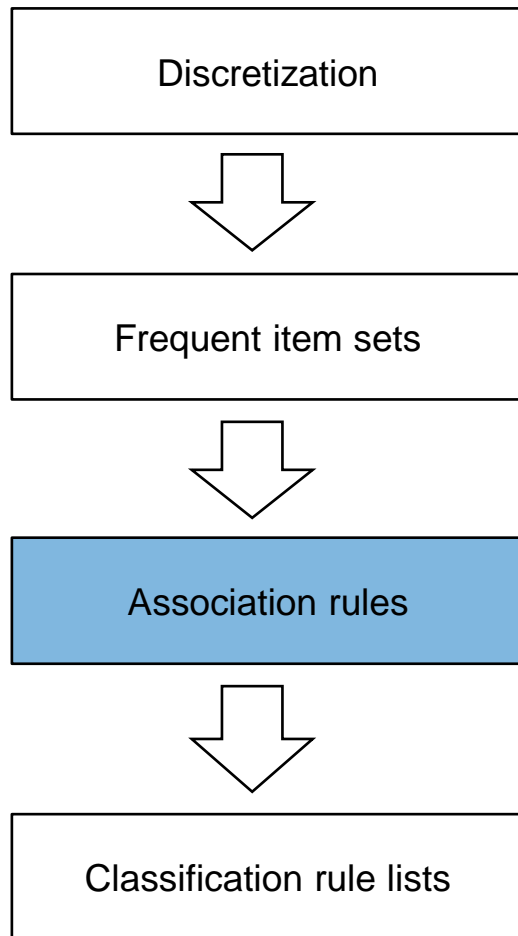 Discretization
Frequent item sets
Association rules
Classification rule lists